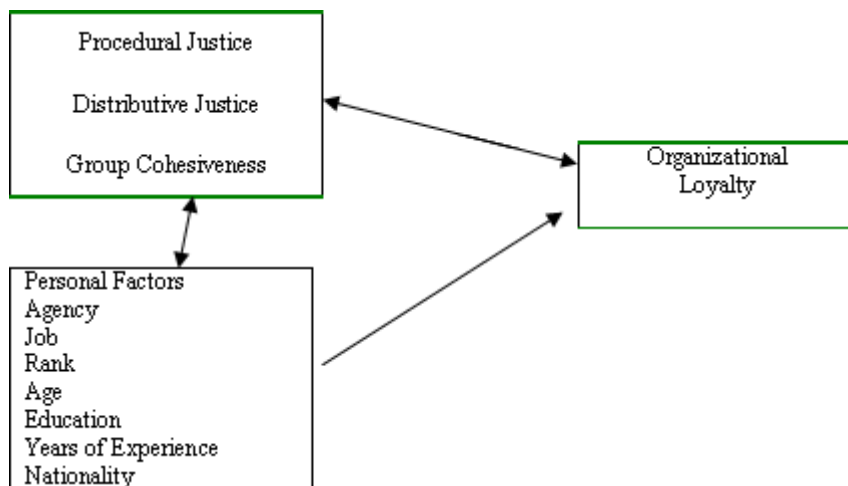 Procedural Justice
Distributive Justice
Group Cohesiveness
Organizational
Loyalty
Personal Factors
Agency
Job
Rank
Age
Education
Years of Experience
Nationality